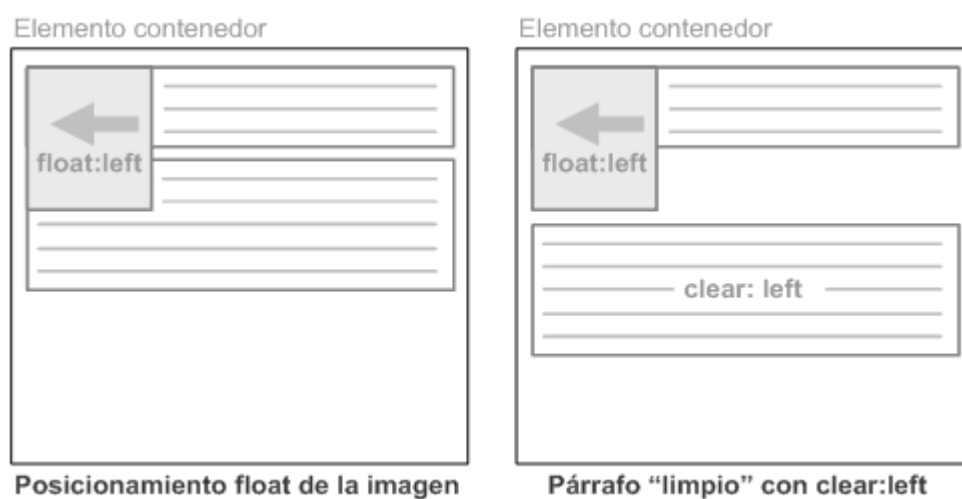 Elemento contenedor
float:left
Posicionamiento float de la imagen
Elemento contenedor
float:left
clear: left
Párrafo “limpio” con clear:left